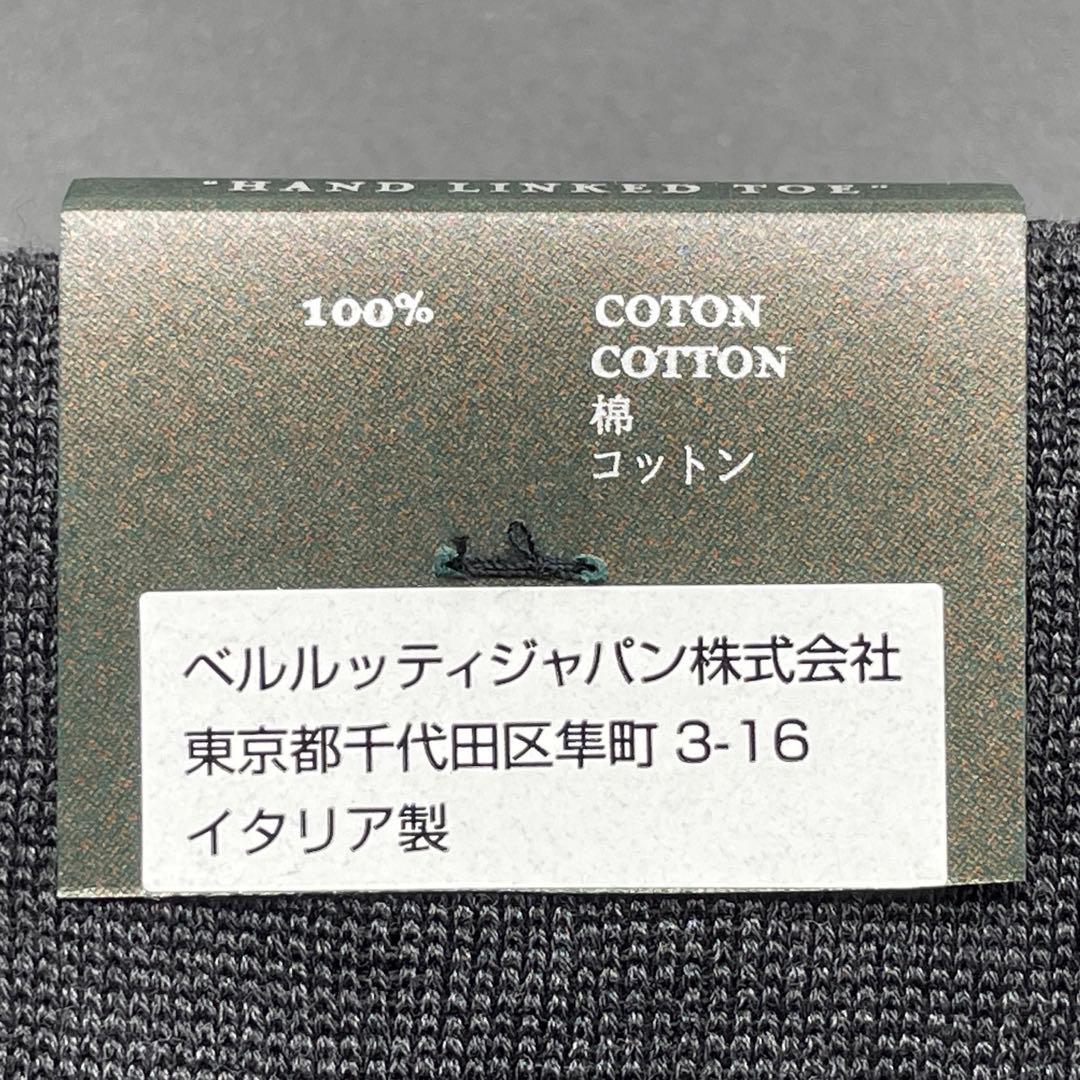 "HAND LINKED TOE"
100% COTON
COTTON
棉
コットン
ベルルッティジャパン株式会社
東京都千代田区隼町 3-16
イタリア製